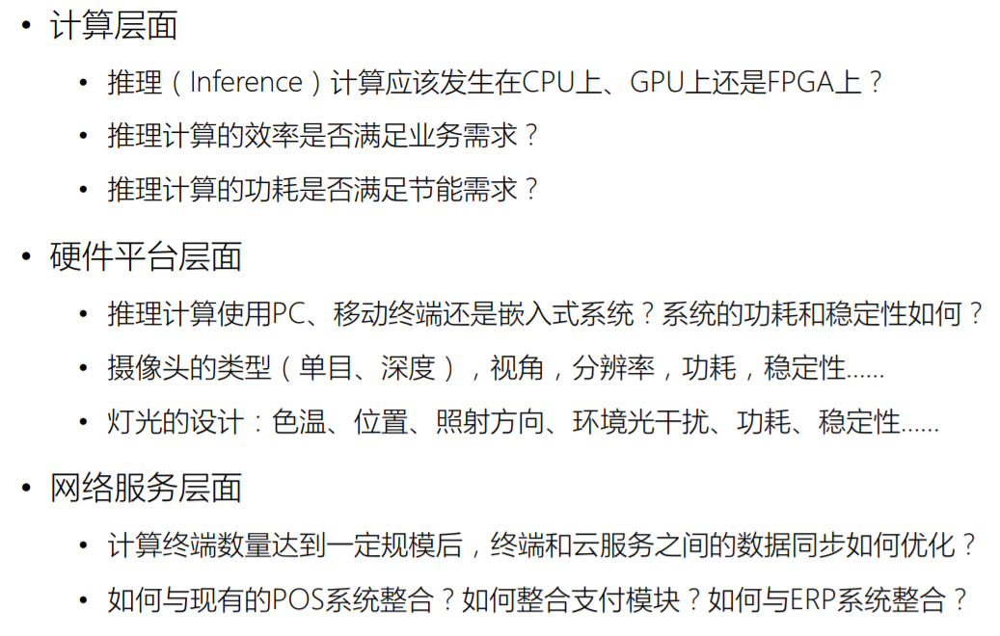 • 计算层面
• 推理（Inference）计算应该发生在CPU上、GPU上还是FPGA上？
• 推理计算的效率是否满足业务需求？
• 推理计算的功耗是否满足节能需求？
• 硬件平台层面
• 推理计算使用PC、移动终端还是嵌入式系统？系统的功耗和稳定性如何？
• 摄像头的类型（单目、深度），视角，分辨率，功耗，稳定性……
• 灯光的设计：色温、位置、照射方向、环境光干扰、功耗、稳定性……
• 网络服务层面
• 计算终端数量达到一定规模后，终端和云服务之间的数据同步如何优化？
• 如何与现有的POS系统整合？如何整合支付模块？如何与ERP系统整合？